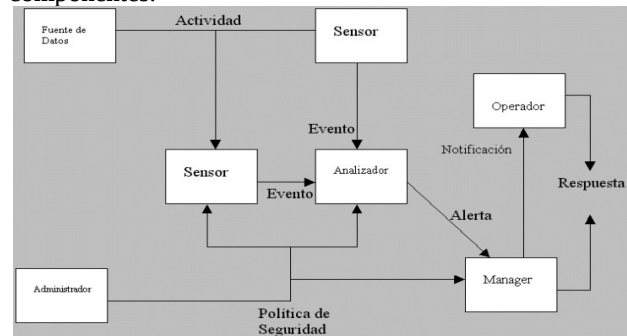 componentes:
Fuente de
Datos
Actividad
Sensor
Operador
Evento
Notificación
Sensor
Analizador
Evento
Respuesta
Alerta
Administrador
Manager
Política de
Seguridad